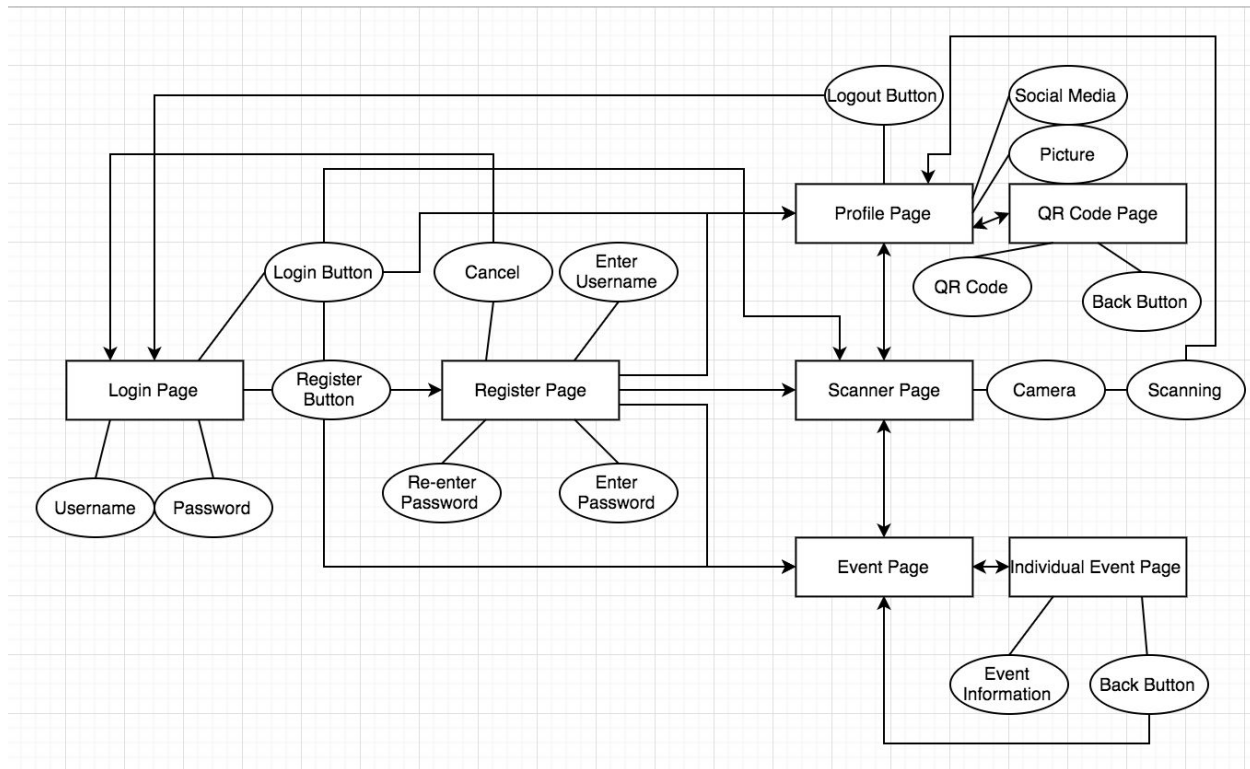 Logout Button
Social Media
Picture
Profile Page
QR Code Page
Login Button
Cancel
Enter
Username
QR Code
Back Button
Login Page
Register
Button
Register Page
Scanner Page
Camera
Scanning
Username
Password
Re-enter
Password
Enter
Password
Event Page
Individual Event Page
Event
Information
Back Button